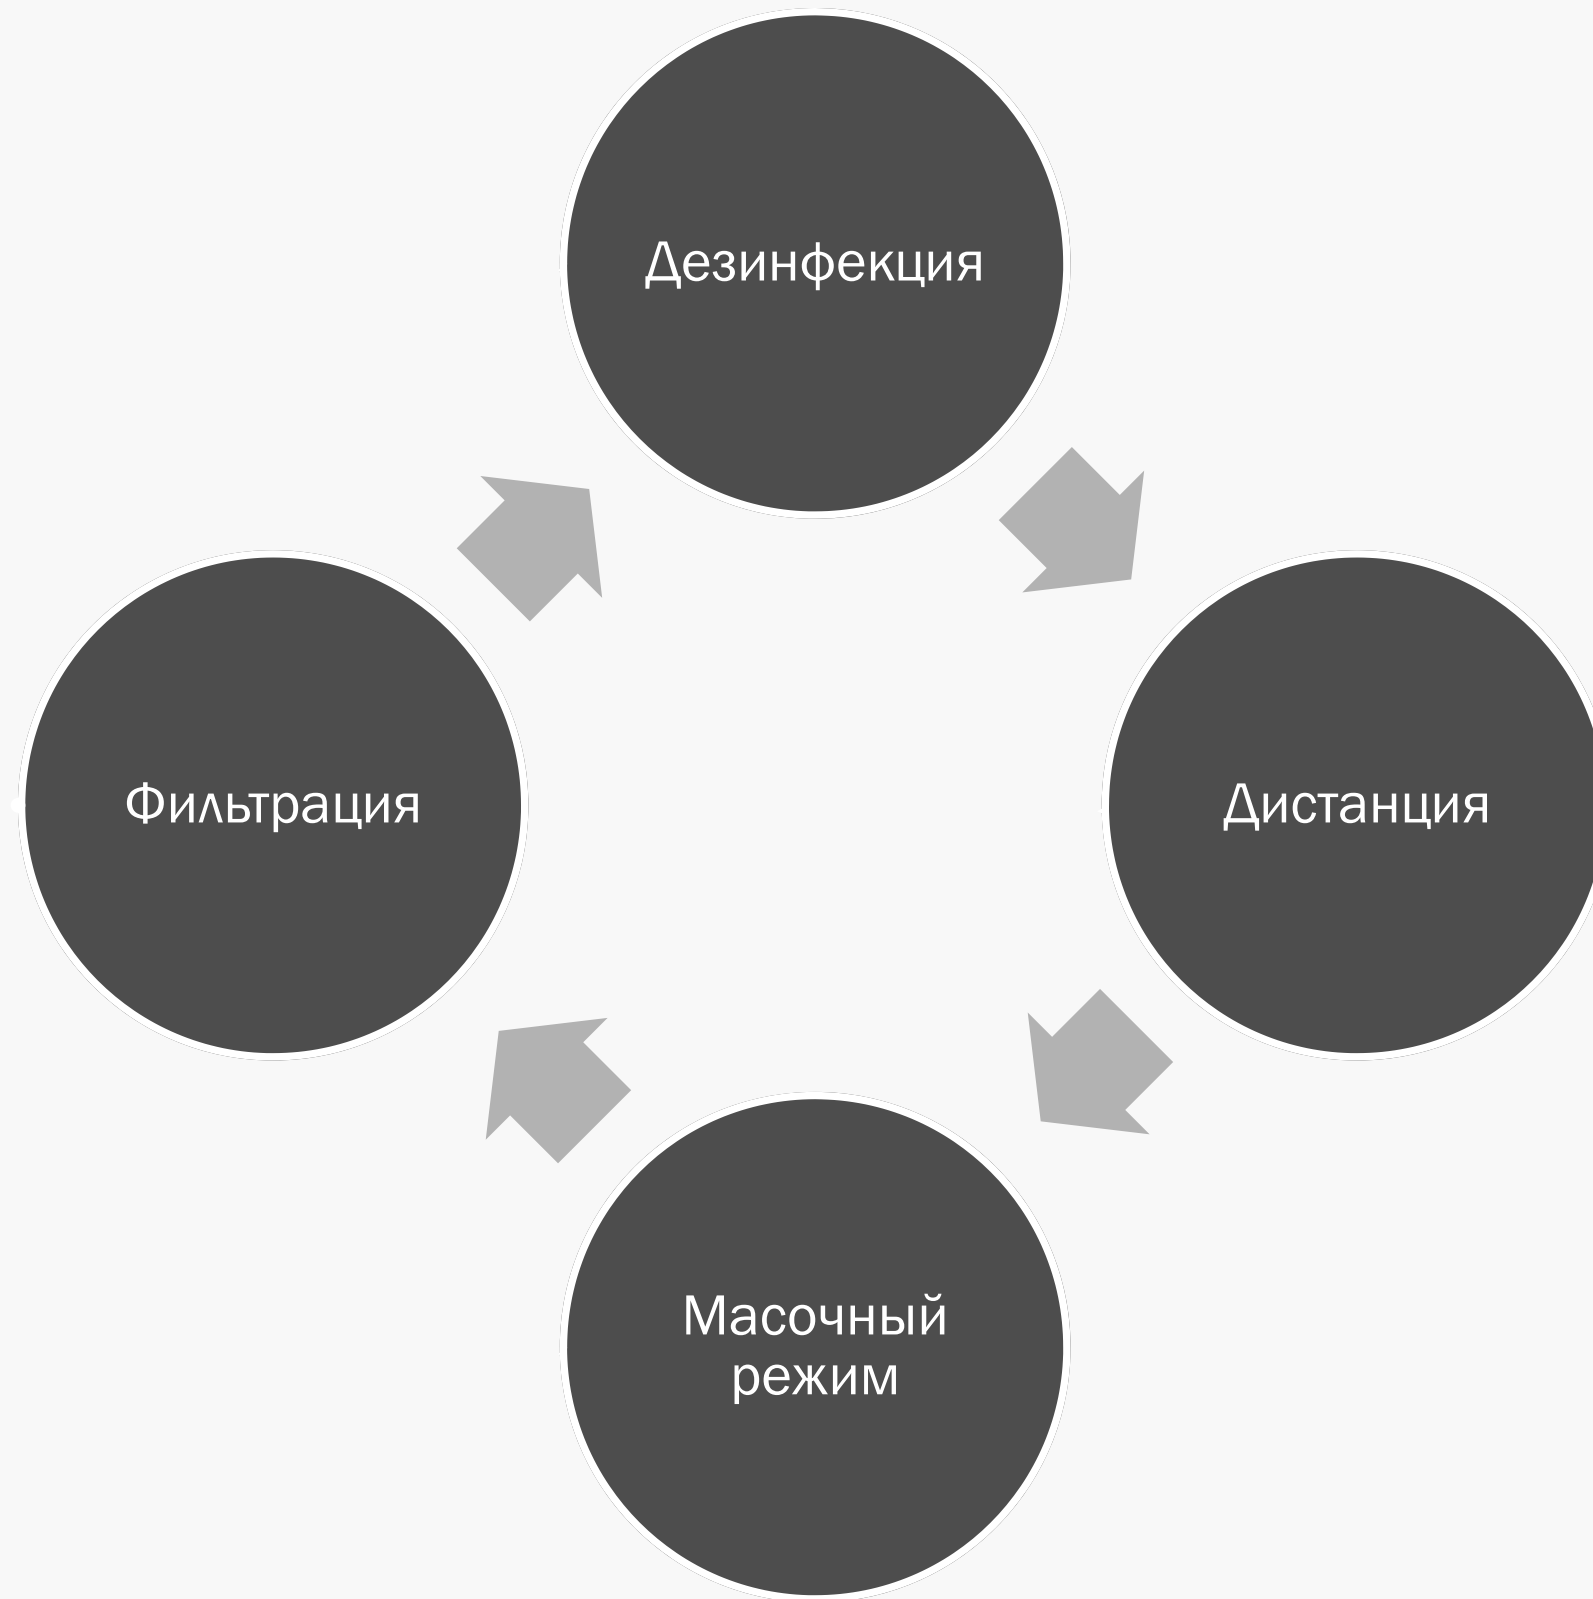 Дезинфекция
Фильтрация
Дистанция
Масочный
режим